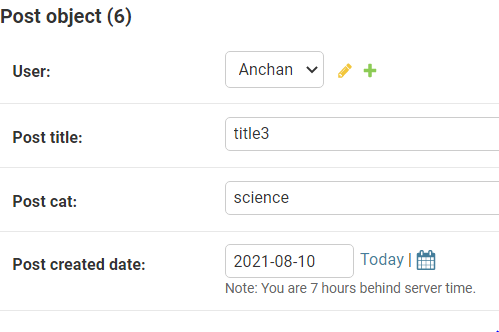 Post object (6)
User: Anchan
Post title: title3
Post cat: science
Post created date: 2021-08-10 Today |
Note: You are 7 hours behind server time.